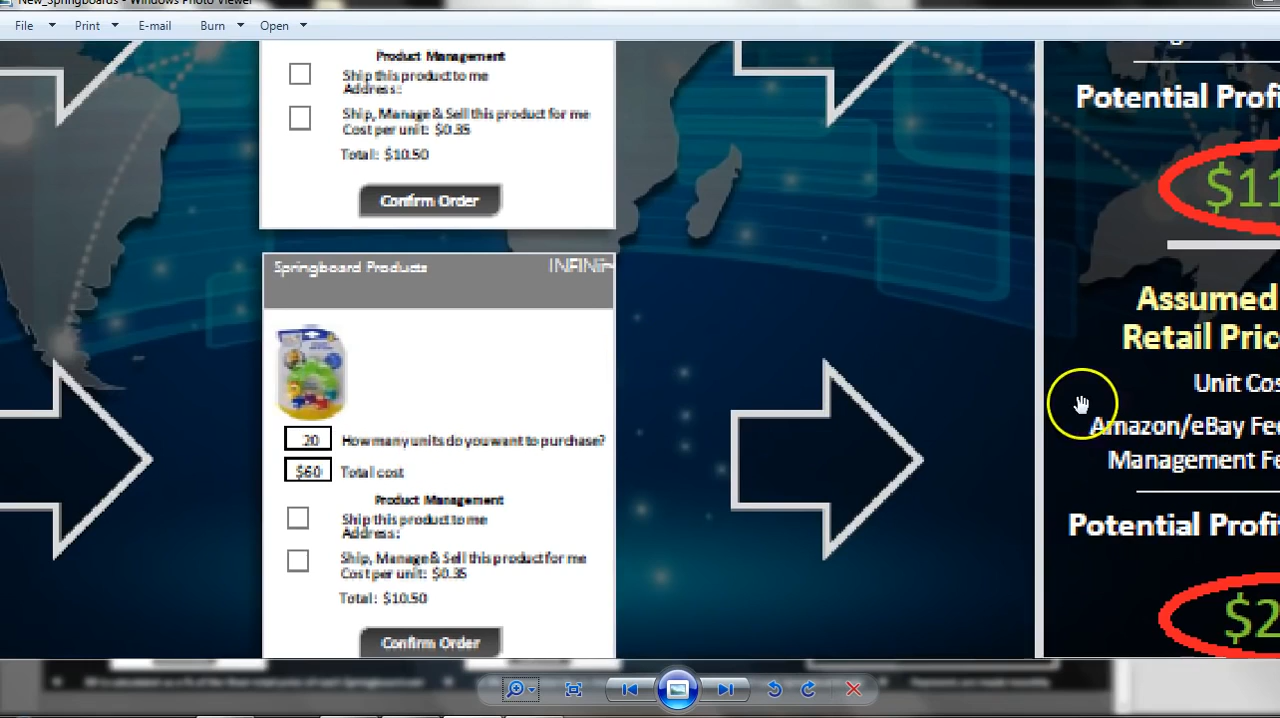 New_Springboards - Windows Photo Viewer
File Print E-mail Burn Open
Product Management
Ship this product to me
Address:
Ship, Manage & Sell this product for me
Cost per unit: $0.35
Total: $10.50
Confirm Order
Springboard Products INFINi
20 How many units do you want to purchase?
$60 Total cost
Product Management
Ship this product to me
Address:
Ship, Manage & Sell this product for me
Cost per unit: $0.35
Total: $10.50
Confirm Order
Potential Profi
$11
Assumed
Retail Pric
Unit Cos
Amazon/eBay Fee
Management Fe
Potential Profi
$2